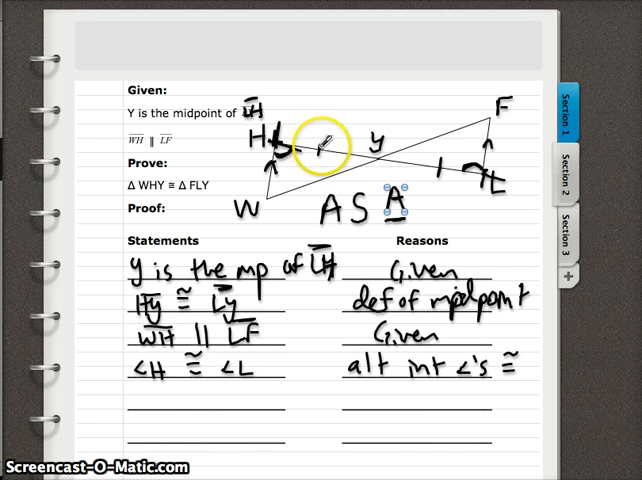 Given:
Y is the midpoint of LH
WH ∥ LF
Prove:
Δ WHY ≅ Δ FLY
Proof:
H
y
F
W
L
A S A
Statements
Reasons
y is the mp of LH
Given
Hy ≅ Ly
def of midpoint
WH || LF
Given
∠H ≅ ∠L
alt int ∠'s ≅
Section 1
Section 2
Section 3
+
Screencast-O-Matic.com